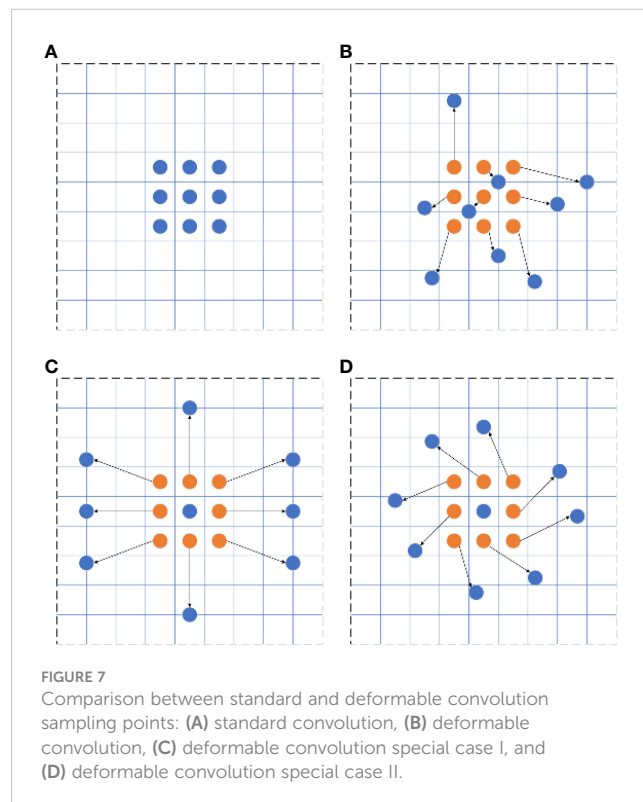 A
B
C
D
FIGURE 7
Comparison between standard and deformable convolution
sampling points: (A) standard convolution, (B) deformable
convolution, (C) deformable convolution special case I, and
(D) deformable convolution special case II.